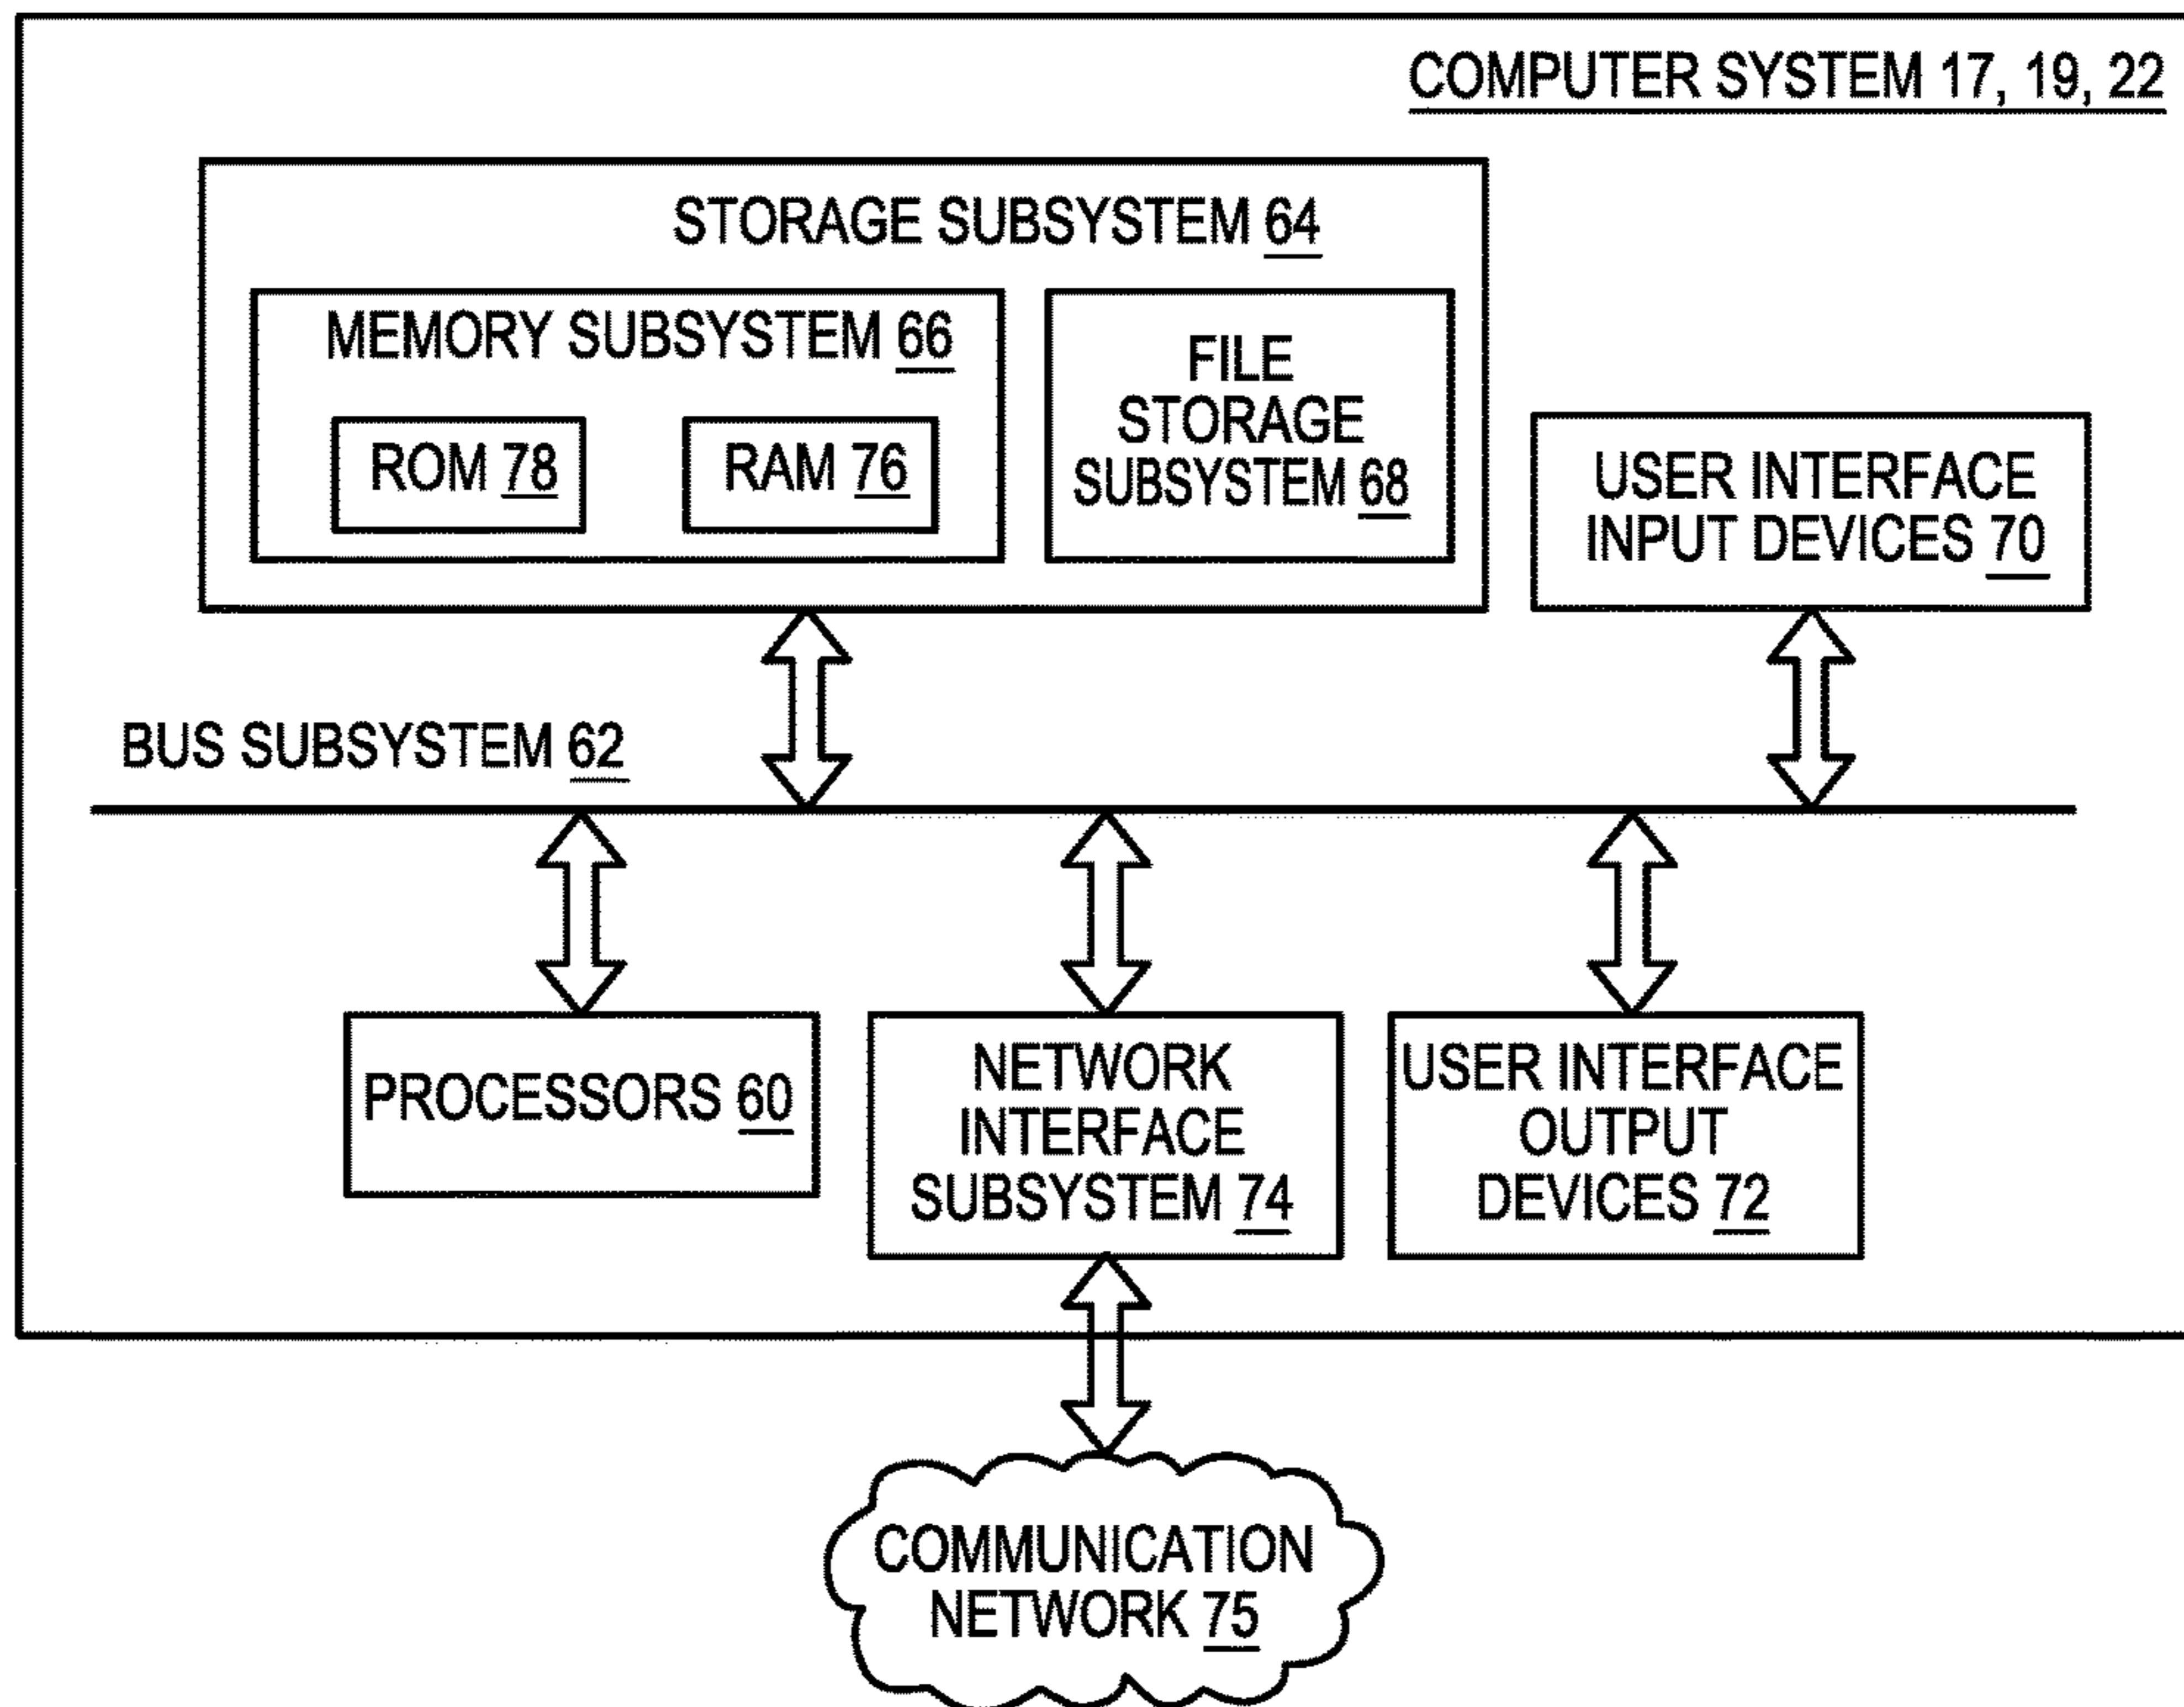 COMPUTER SYSTEM 17, 19, 22
STORAGE SUBSYSTEM 64
MEMORY SUBSYSTEM 66
ROM 78
RAM 76
FILE
STORAGE
SUBSYSTEM 68
USER INTERFACE
INPUT DEVICES 70
BUS SUBSYSTEM 62
PROCESSORS 60
NETWORK
INTERFACE
SUBSYSTEM 74
USER INTERFACE
OUTPUT
DEVICES 72
COMMUNICATION
NETWORK 75